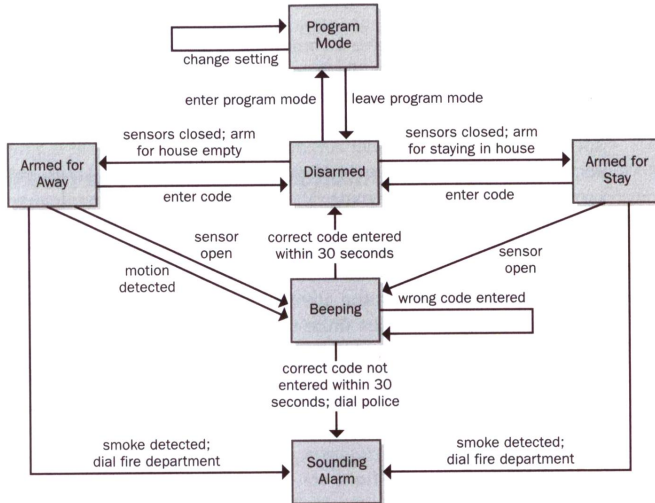 Program
Mode
change setting
enter program mode
leave program mode
sensors closed; arm
for house empty
sensors closed; arm
for staying in house
Armed for
Away
Disarmed
Armed for
Stay
enter code
enter code
sensor
open
correct code entered
within 30 seconds
motion
detected
sensor
open
Beeping
wrong code entered
correct code not
entered within 30
seconds; dial police
smoke detected;
dial fire department
smoke detected;
dial fire department
Sounding
Alarm